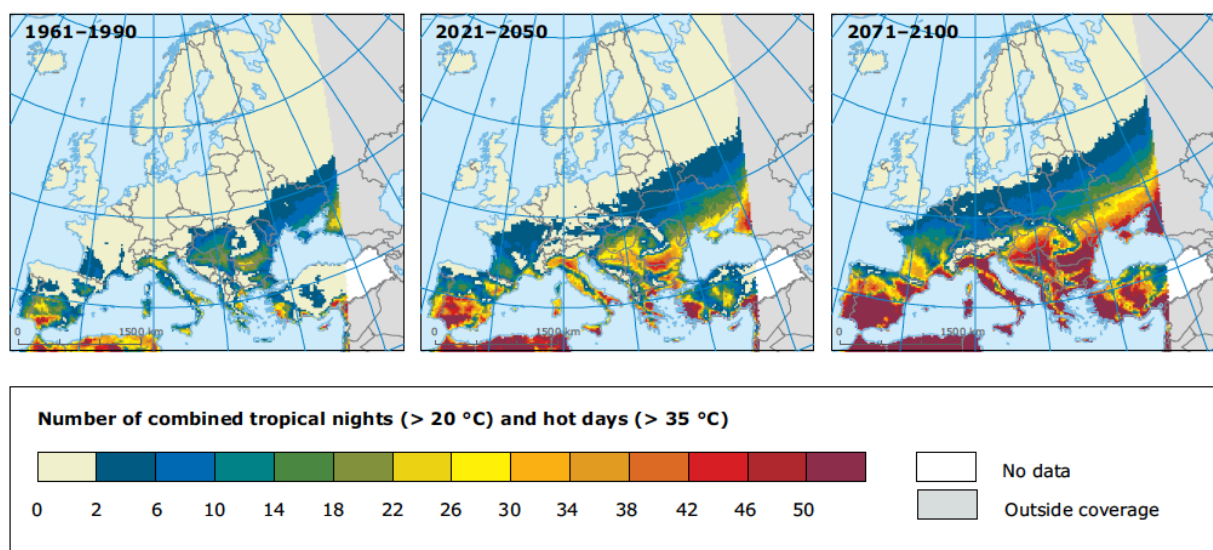 1961–1990
2021–2050
2071–2100
0 1500 km
0 1500 km
0 1500 km
Number of combined tropical nights (> 20 °C) and hot days (> 35 °C)
0 2 6 10 14 18 22 26 30 34 38 42 46 50
No data
Outside coverage